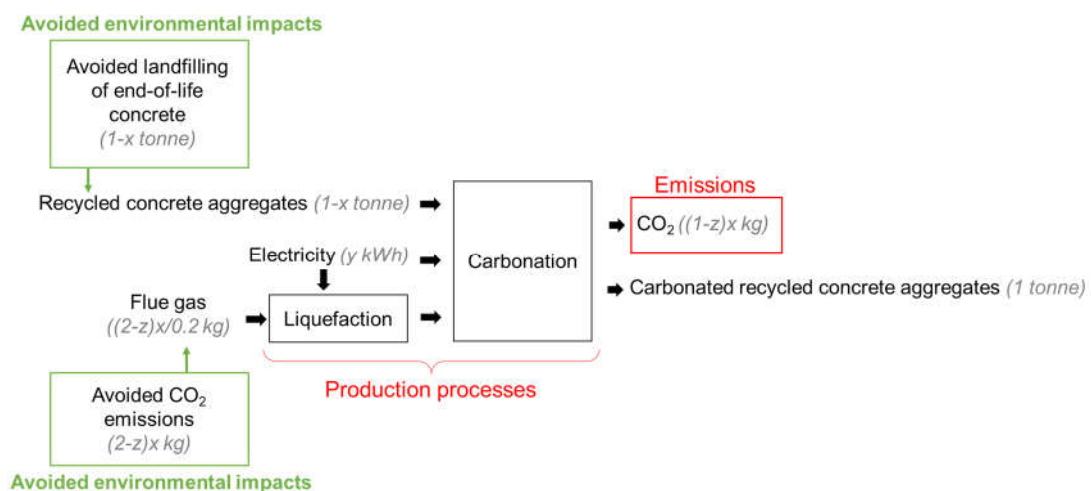 Avoided environmental impacts
Avoided landfilling
of end-of-life
concrete
(1-x tonne)
Recycled concrete aggregates (1-x tonne)
Electricity (y kWh)
Flue gas
((2-z)x/0.2 kg)
Liquefaction
Carbonation
Emissions
CO₂ ((1-z)x kg)
Carbonated recycled concrete aggregates (1 tonne)
Production processes
Avoided CO₂
emissions
(2-z)x kg)
Avoided environmental impacts